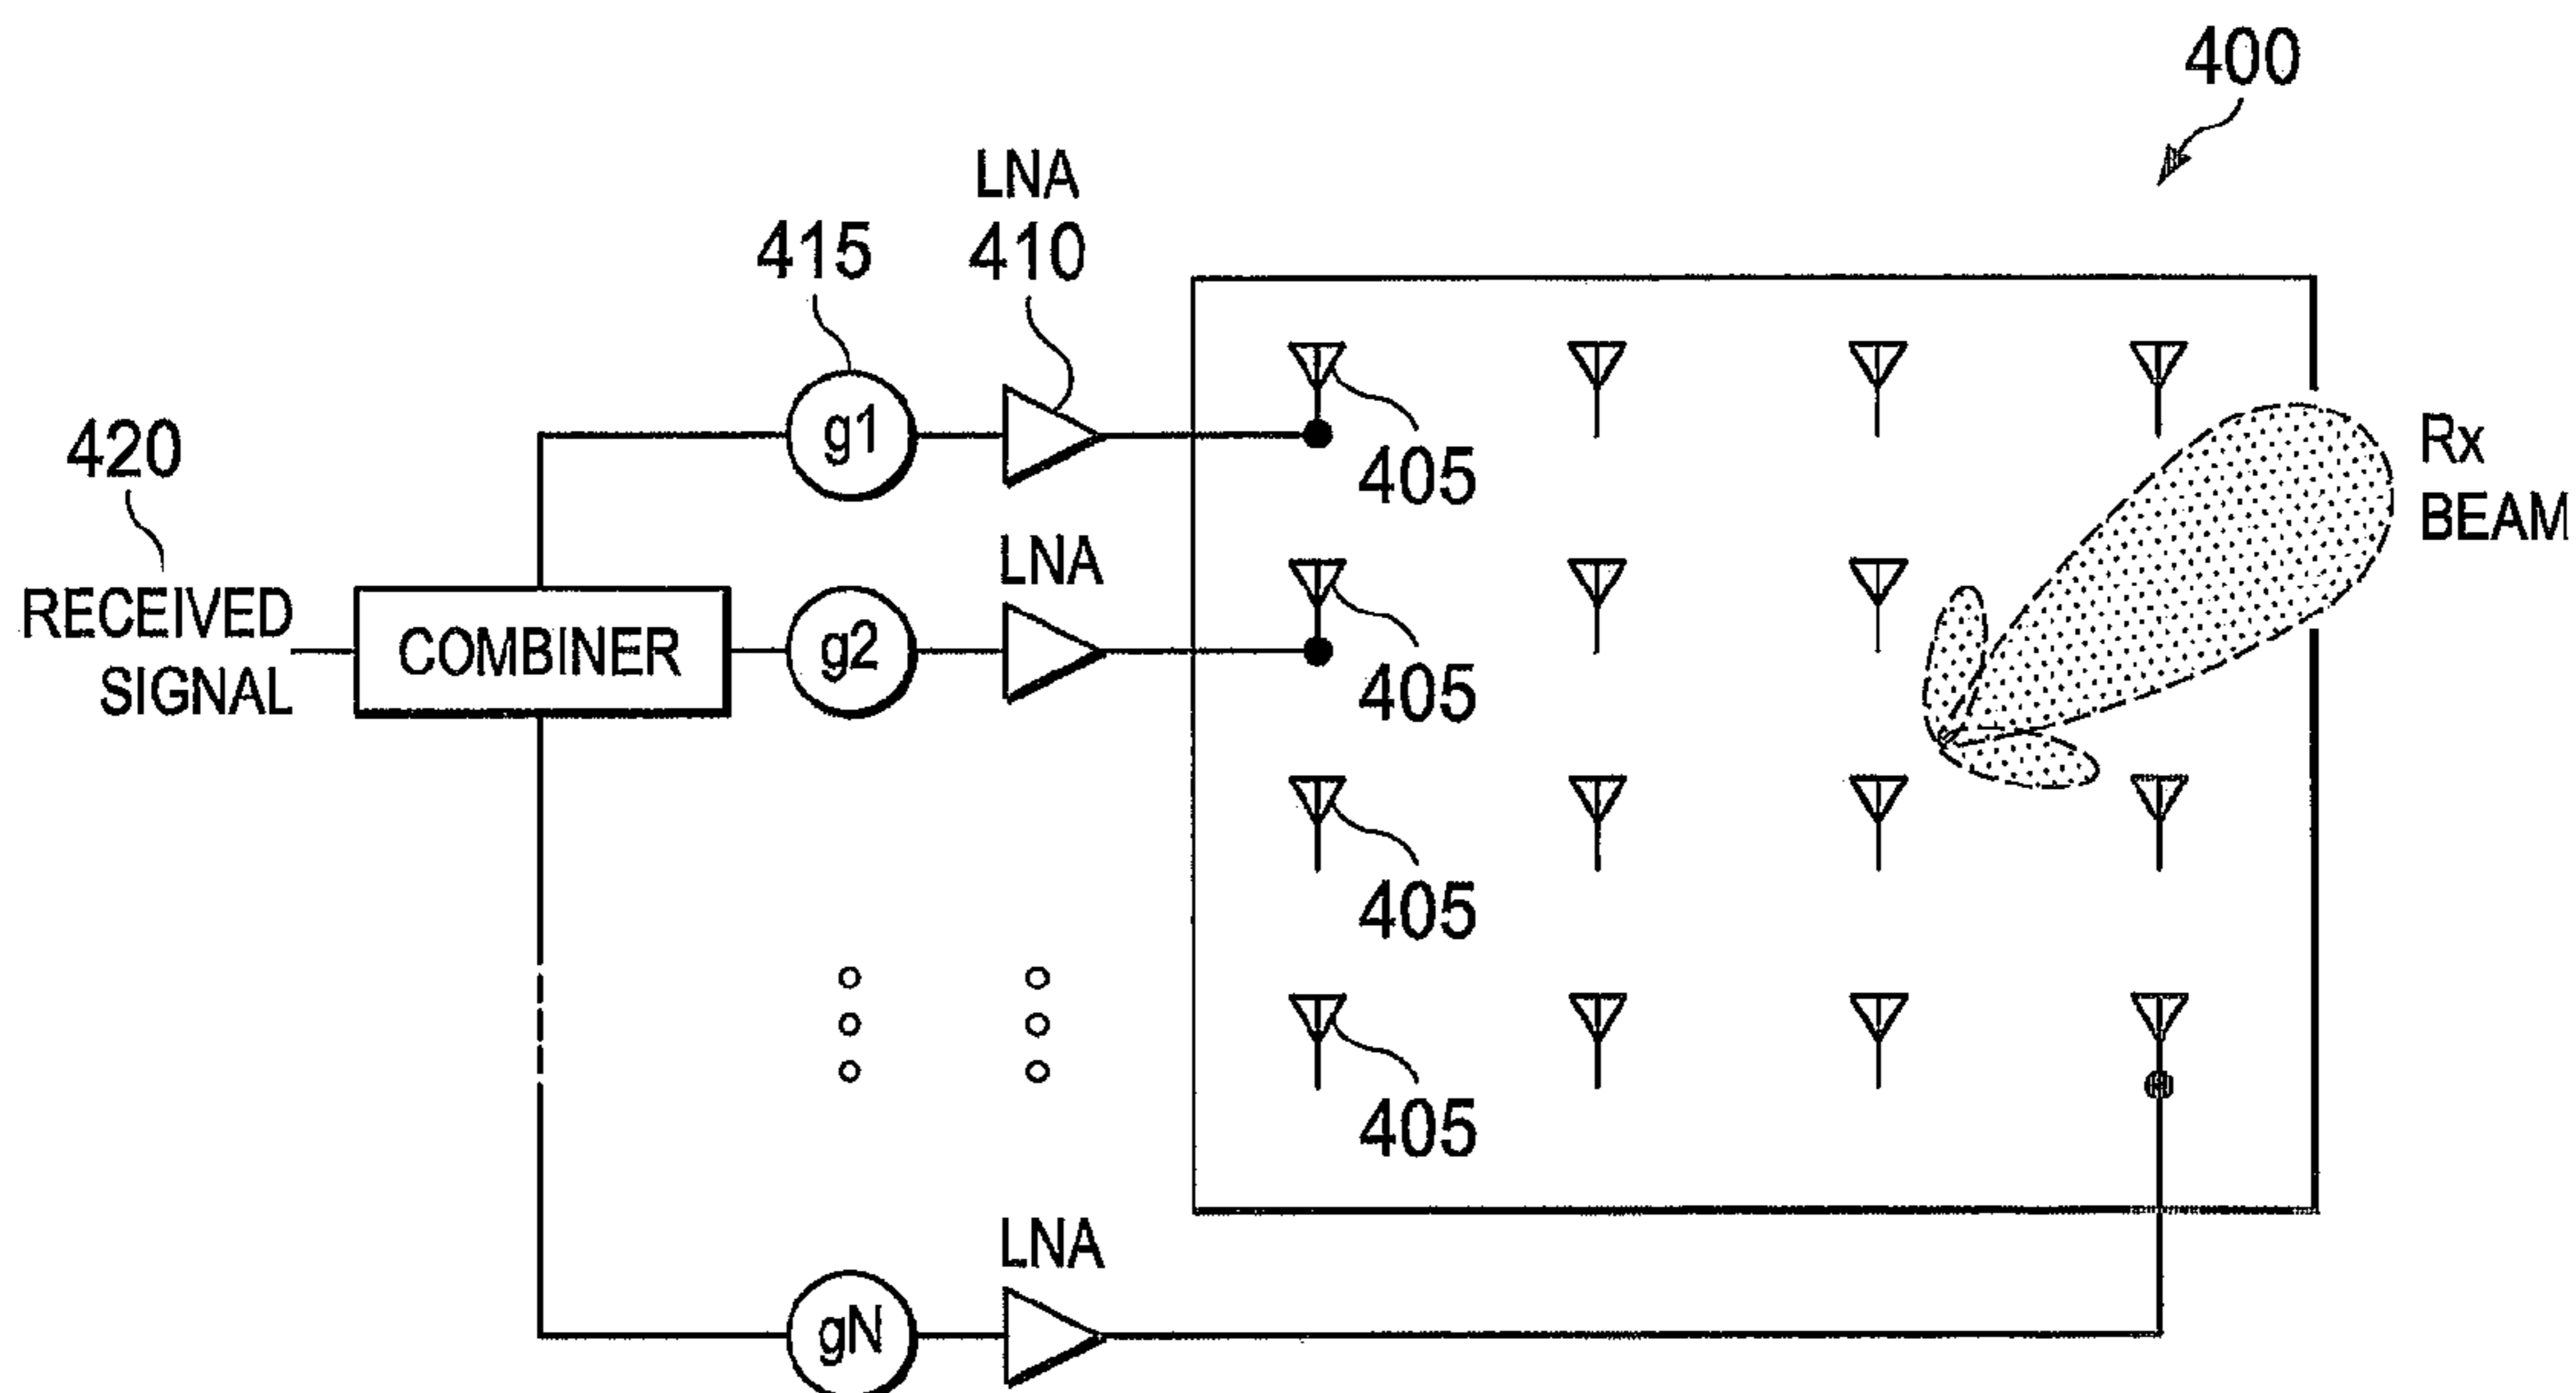 400
LNA
415
410
g1
405
Rx
BEAM
420
RECEIVED
SIGNAL
COMBINER
g2
LNA
405
405
405
gN
LNA